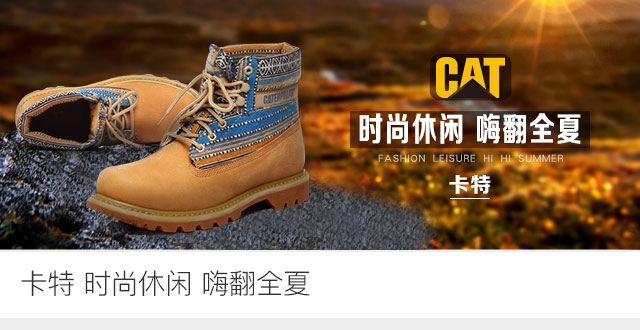 CATERPILLAR
CAT
时尚休闲 嗨翻全夏
FASHION LEISURE HI HI SUMMER
卡特
卡特 时尚休闲 嗨翻全夏